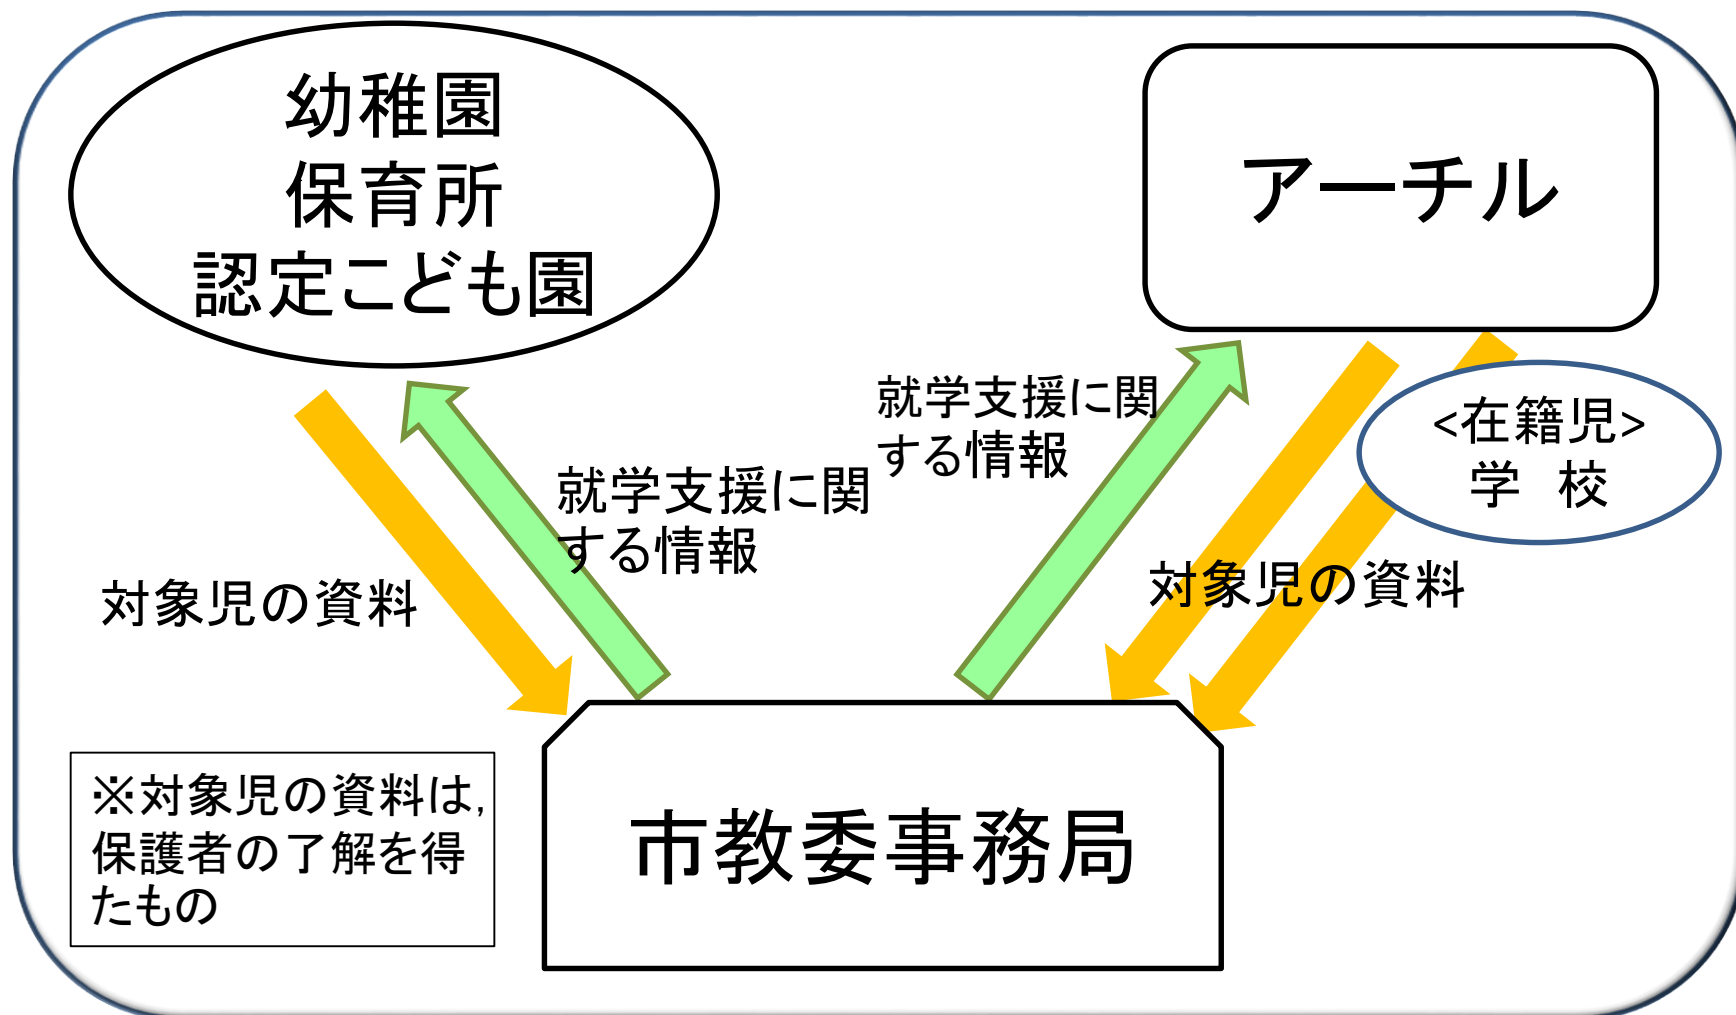 幼稚園
保育所
認定こども園
アーチル
就学支援に関
する情報
<在籍児>
学　校
就学支援に関
する情報
対象児の資料
対象児の資料
※対象児の資料は,
保護者の了解を得
たもの
市教委事務局